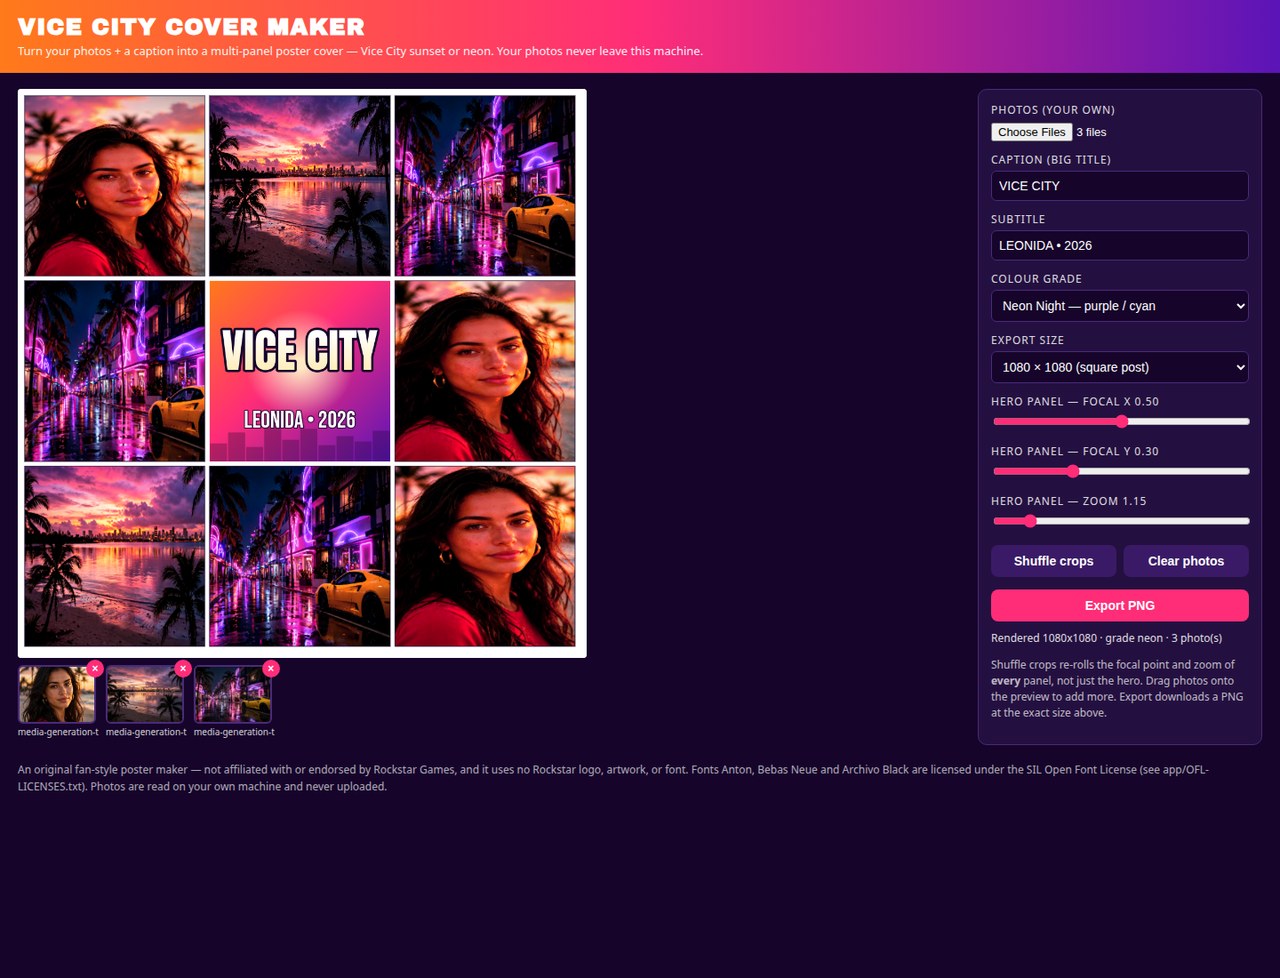 VICE CITY COVER MAKER
Turn your photos + a caption into a multi-panel poster cover — Vice City sunset or neon. Your photos never leave this machine.
VICE CITY
LEONIDA • 2026
×
×
×
media-generation-t
media-generation-t
media-generation-t
PHOTOS (YOUR OWN)
Choose Files 3 files
CAPTION (BIG TITLE)
VICE CITY
SUBTITLE
LEONIDA • 2026
COLOUR GRADE
Neon Night — purple / cyan
EXPORT SIZE
1080 × 1080 (square post)
HERO PANEL — FOCAL X 0.50
HERO PANEL — FOCAL Y 0.30
HERO PANEL — ZOOM 1.15
Shuffle crops
Clear photos
Export PNG
Rendered 1080x1080 · grade neon · 3 photo(s)
Shuffle crops re-rolls the focal point and zoom of
every panel, not just the hero. Drag photos onto
the preview to add more. Export downloads a PNG
at the exact size above.
An original fan-style poster maker — not affiliated with or endorsed by Rockstar Games, and it uses no Rockstar logo, artwork, or font. Fonts Anton, Bebas Neue and Archivo Black are licensed under the SIL Open Font License (see app/OFL-
LICENSES.txt). Photos are read on your own machine and never uploaded.